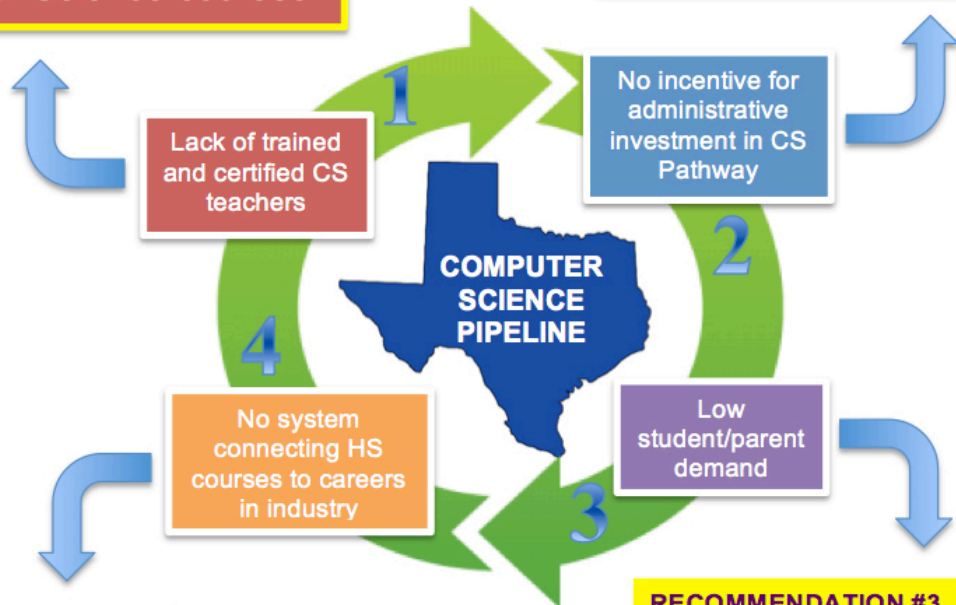 1
No incentive for
administrative
investment in CS
Pathway
Lack of trained
and certified CS
teachers
2
COMPUTER
SCIENCE
PIPELINE
4
No system
connecting HS
courses to careers
in industry
Low
student/parent
demand
3
RECOMMENDATION #3